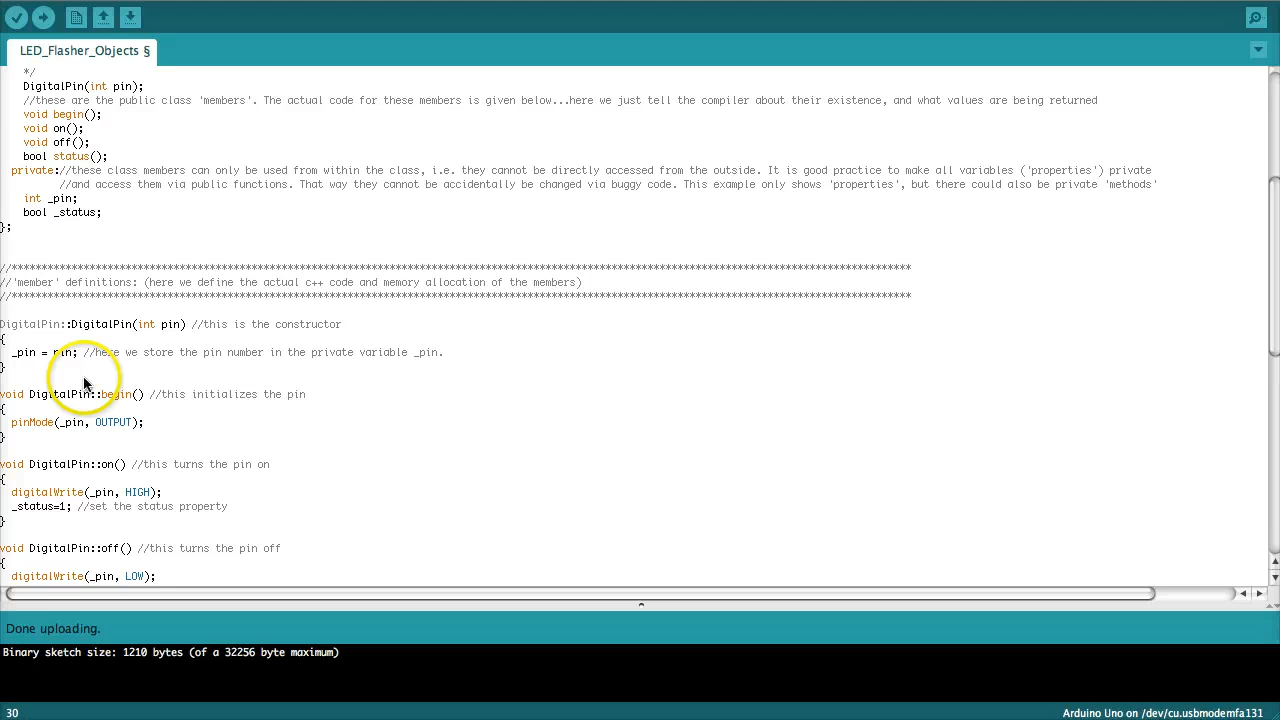 LED_Flasher_Objects §
*/
DigitalPin(int pin);
//these are the public class 'members'. The actual code for these members is given below...here we just tell the compiler about their existence, and what values are being returned
void begin();
void on();
void off();
bool status();
private://these class members can only be used from within the class, i.e. they cannot be directly accessed from the outside. It is good practice to make all variables ('properties') private
//and access them via public functions. That way they cannot be accidentally be changed via buggy code. This example only shows 'properties', but there could also be private 'methods'
int _pin;
bool _status;
};
//******************************************************************************************************************************************************
//'member' definitions: (here we define the actual c++ code and memory allocation of the members)
//******************************************************************************************************************************************************
DigitalPin::DigitalPin(int pin) //this is the constructor
{
_pin = pin; //here we store the pin number in the private variable _pin.
}
void DigitalPin::begin() //this initializes the pin
{
pinMode(_pin, OUTPUT);
}
void DigitalPin::on() //this turns the pin on
{
digitalWrite(_pin, HIGH);
_status=1; //set the status property
}
void DigitalPin::off() //this turns the pin off
{
digitalWrite(_pin, LOW);
Done uploading.
Binary sketch size: 1210 bytes (of a 32256 byte maximum)
30
Arduino Uno on /dev/cu.usbmodemfa131